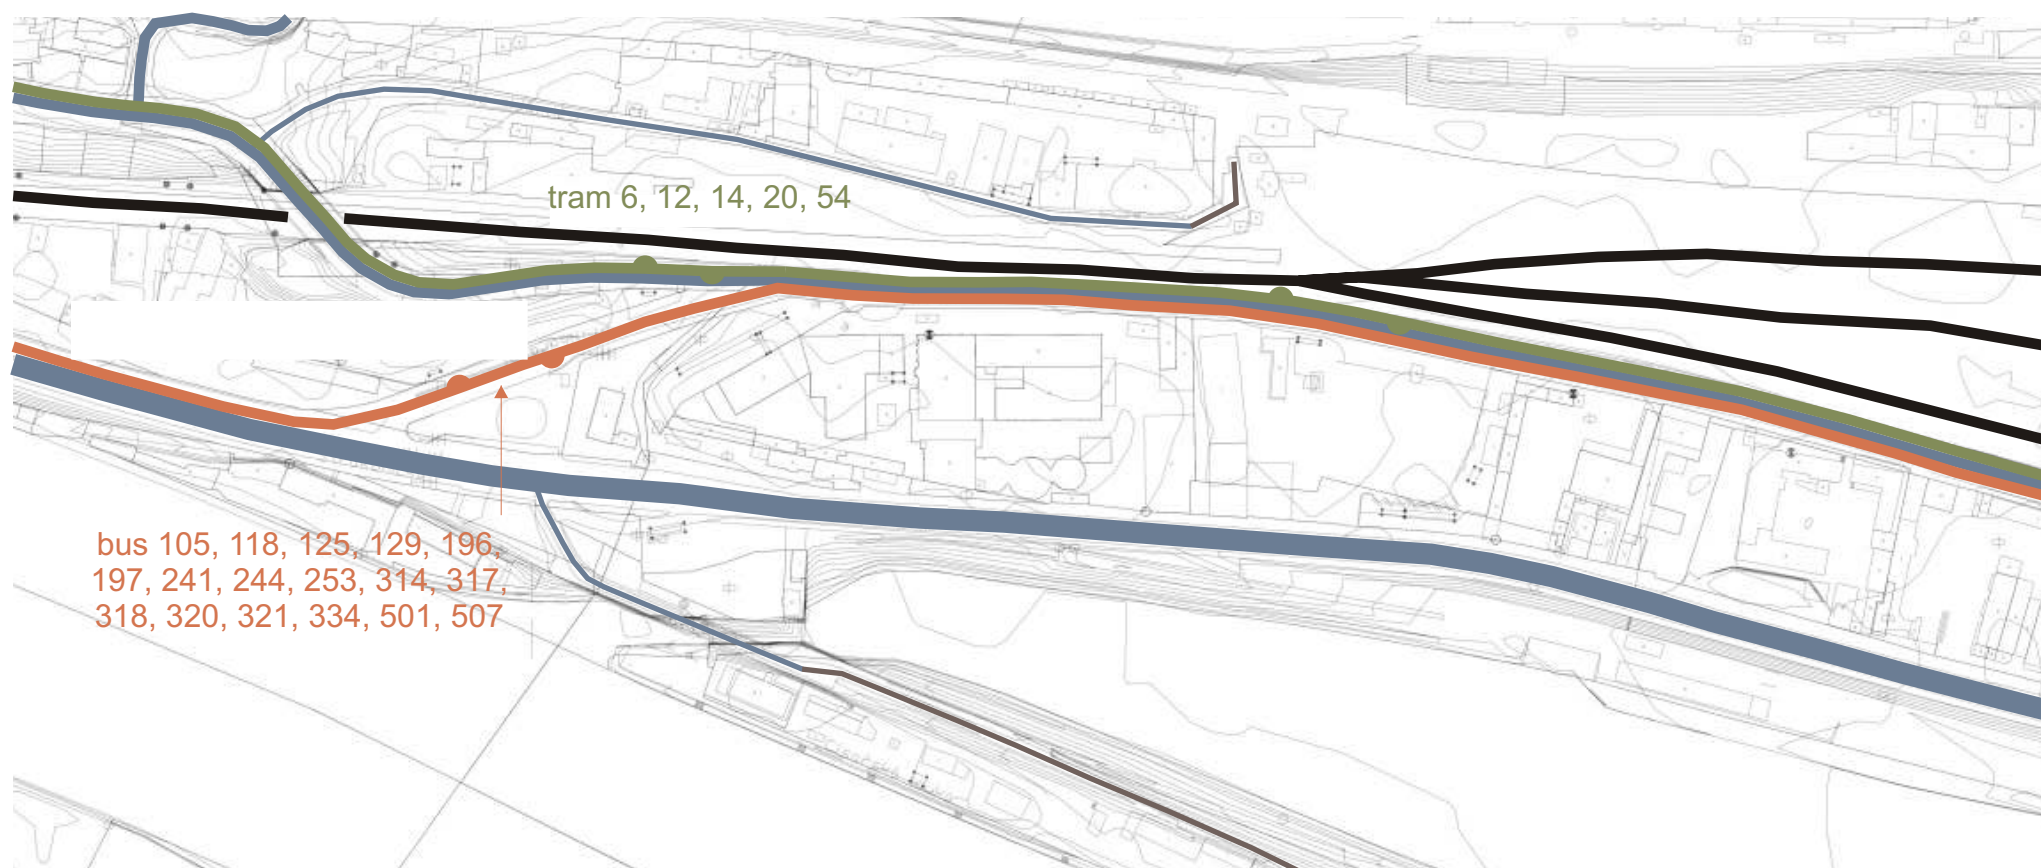 tram 6, 12, 14, 20, 54
bus 105, 118, 125, 129, 196,
197, 241, 244, 253, 314, 317,
318, 320, 321, 334, 501, 507